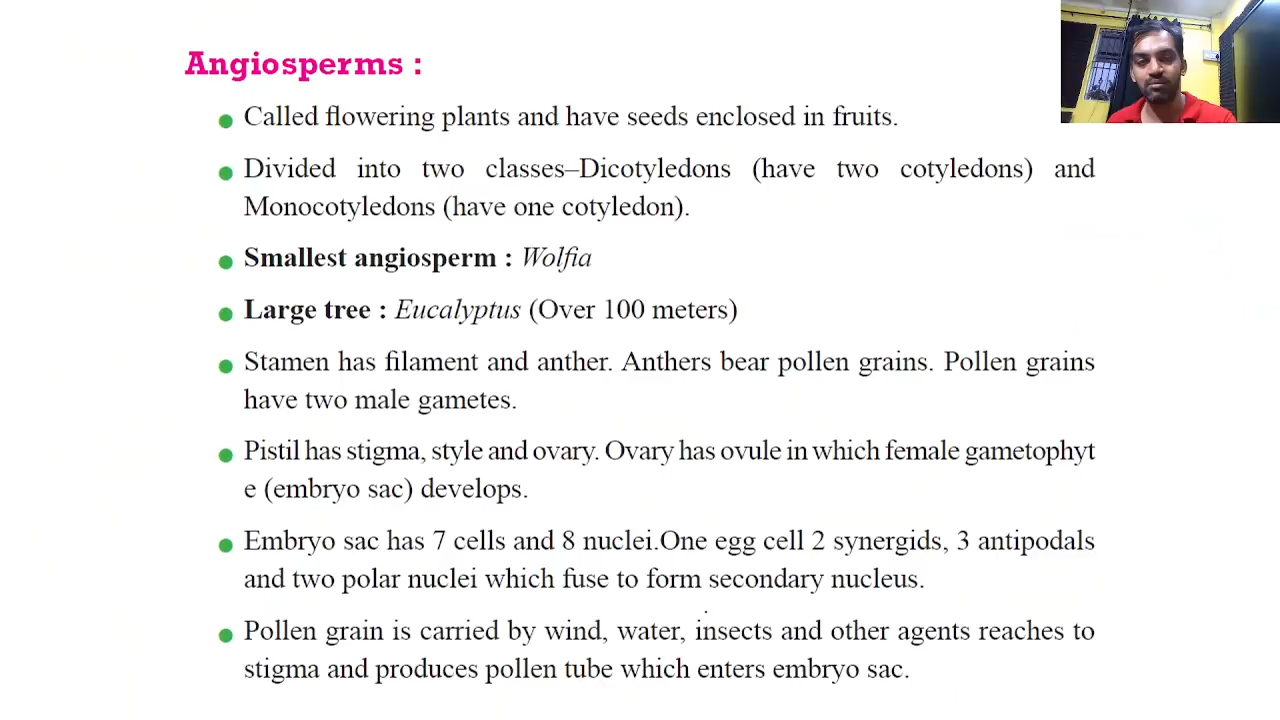 Angiosperms :
Called flowering plants and have seeds enclosed in fruits.
Divided into two classes–Dicotyledons (have two cotyledons) and
Monocotyledons (have one cotyledon).
Smallest angiosperm : Wolfia
Large tree : Eucalyptus (Over 100 meters)
Stamen has filament and anther. Anthers bear pollen grains. Pollen grains
have two male gametes.
Pistil has stigma, style and ovary. Ovary has ovule in which female gametophyt
e (embryo sac) develops.
Embryo sac has 7 cells and 8 nuclei.One egg cell 2 synergids, 3 antipodals
and two polar nuclei which fuse to form secondary nucleus.
Pollen grain is carried by wind, water, insects and other agents reaches to
stigma and produces pollen tube which enters embryo sac.